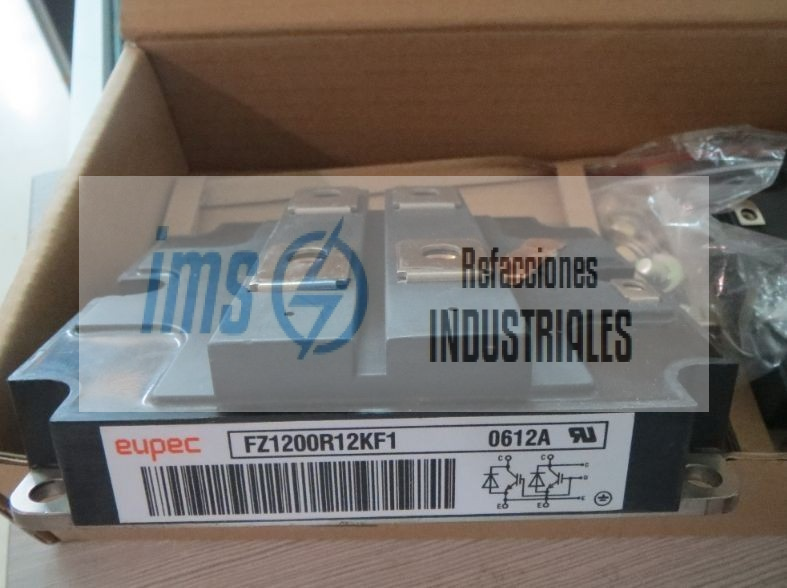 ims
Refacciones
INDUSTRIALES
eupec FZ1200R12KF1 0612A
C C C
G
E E E